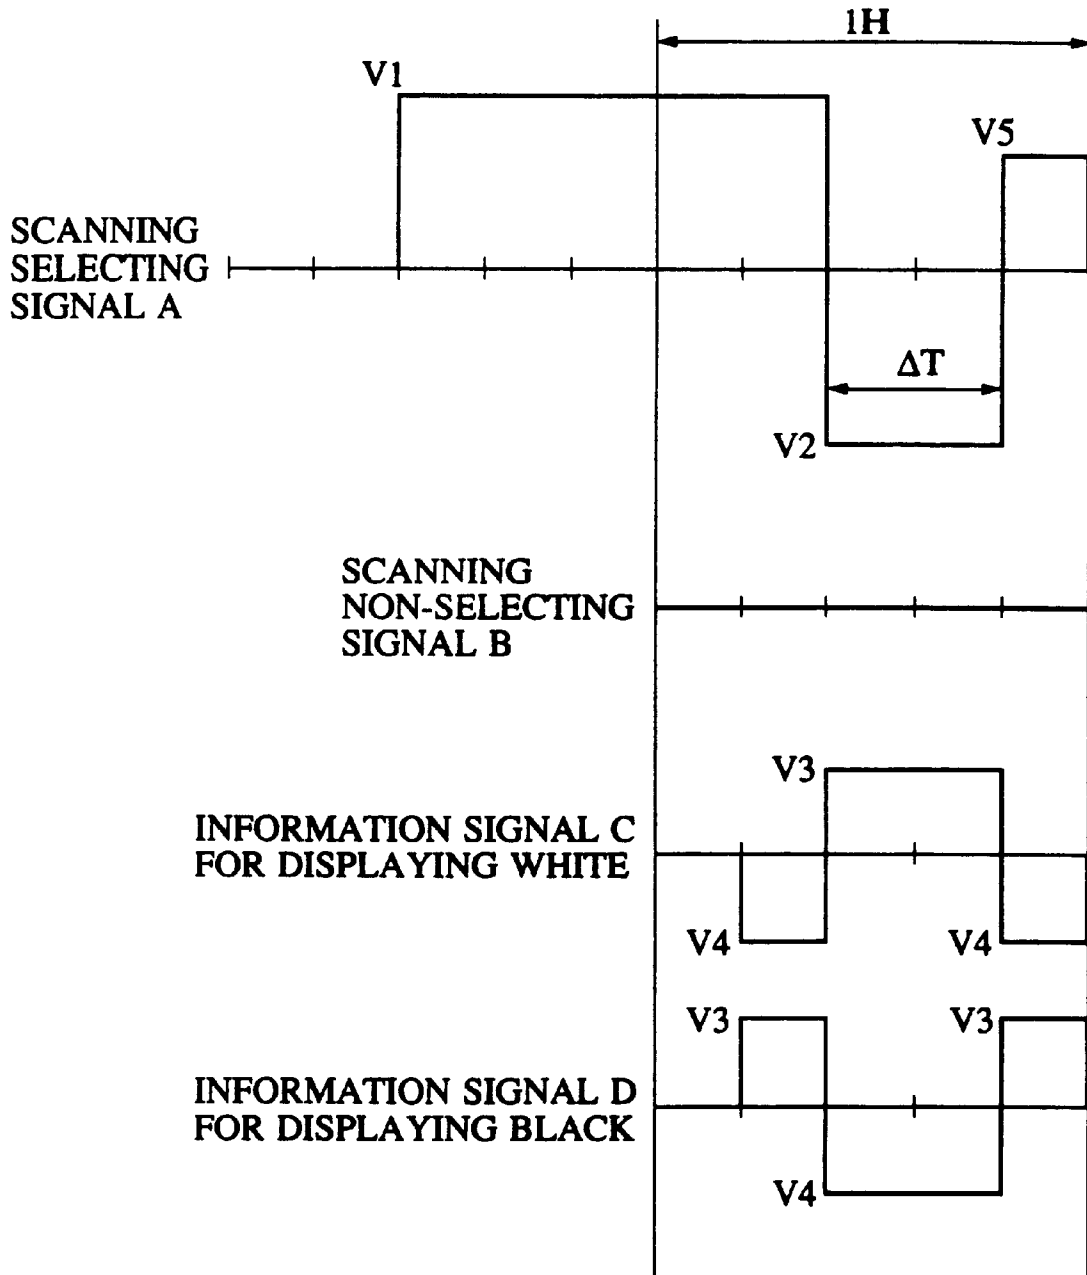 1H
V1
V5
SCANNING
SELECTING
SIGNAL A
ΔT
V2
SCANNING
NON-SELECTING
SIGNAL B
V3
INFORMATION SIGNAL C
FOR DISPLAYING WHITE
V4
V4
V3
V3
INFORMATION SIGNAL D
FOR DISPLAYING BLACK
V4